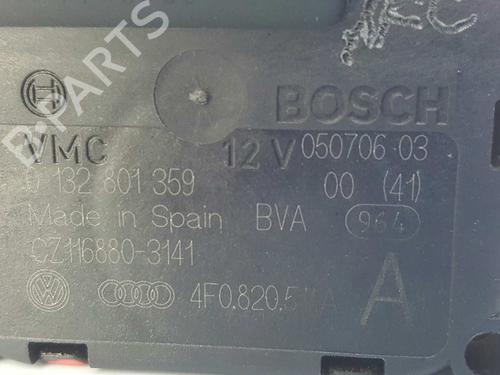 B-PARTS
BOSCH
VMC 12 V 050706 03
0 132 801 359 00 (41)
Made in Spain BVA 964
CZ116880-3141
4F0.820.5 A A